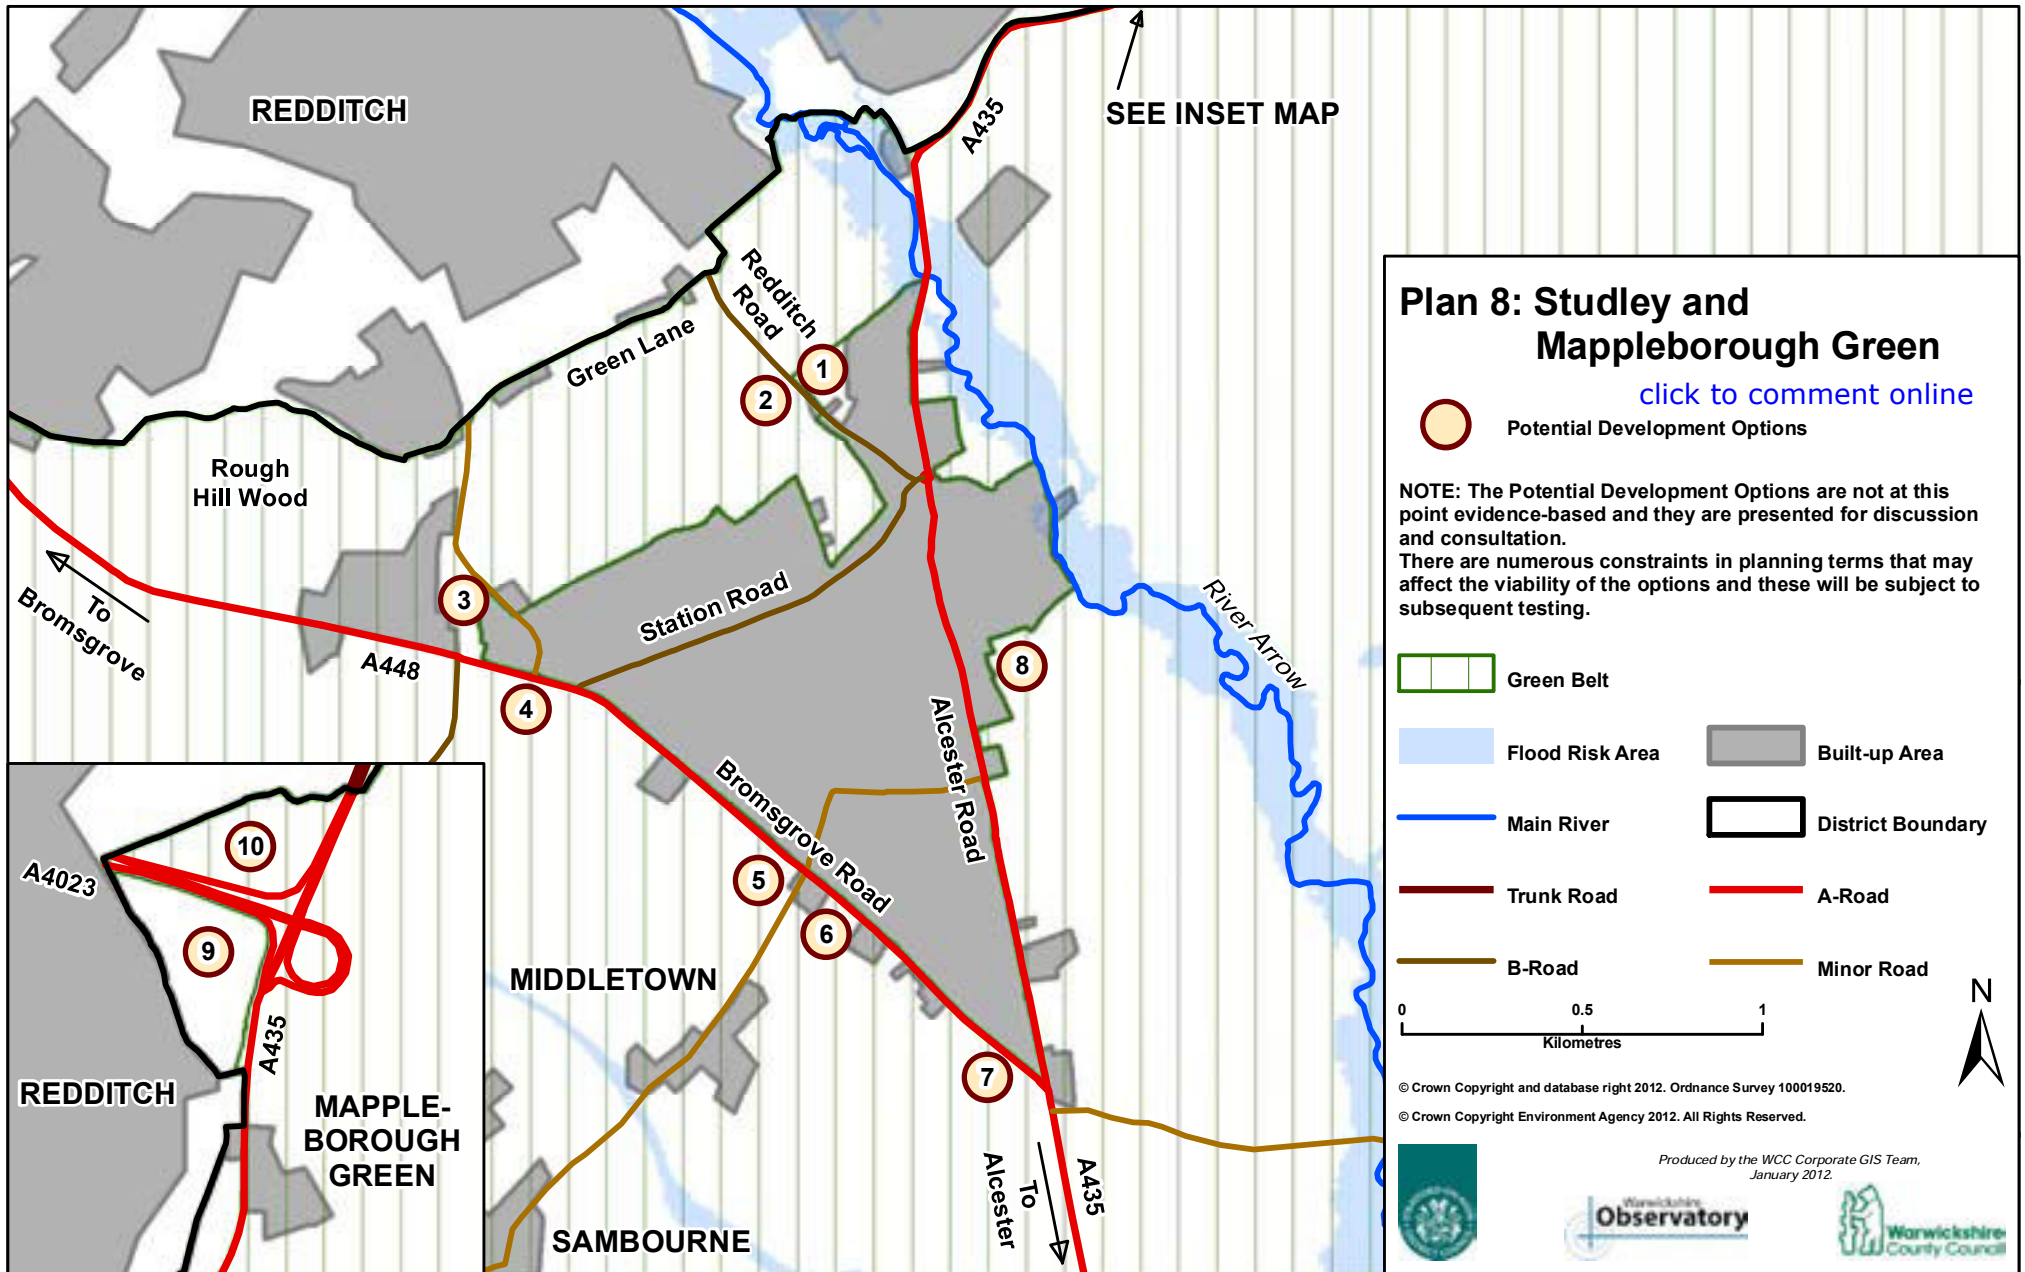 REDDITCH
A435
SEE INSET MAP
Redditch
Road
Green Lane
1
2
Rough
Hill Wood
To
Bromsgrove
A448
3
Station Road
4
8
River Arrow
Alcester Road
Bromsgrove Road
5
6
MIDDLETOWN
7
To
Alcester
A435
SAMBOURNE
10
A4023
9
A435
REDDITCH
MAPPLE-
BOROUGH
GREEN
Plan 8: Studley and
Mappleborough Green
click to comment online
Potential Development Options
NOTE: The Potential Development Options are not at this
point evidence-based and they are presented for discussion
and consultation.
There are numerous constraints in planning terms that may
affect the viability of the options and these will be subject to
subsequent testing.
Green Belt
Flood Risk Area
Built-up Area
Main River
District Boundary
Trunk Road
A-Road
B-Road
Minor Road
0 0.5 1
Kilometres
N
© Crown Copyright and database right 2012. Ordnance Survey 100019520.
© Crown Copyright Environment Agency 2012. All Rights Reserved.
Produced by the WCC Corporate GIS Team,
January 2012.
Warwickshire
Observatory
Warwickshire
County Council